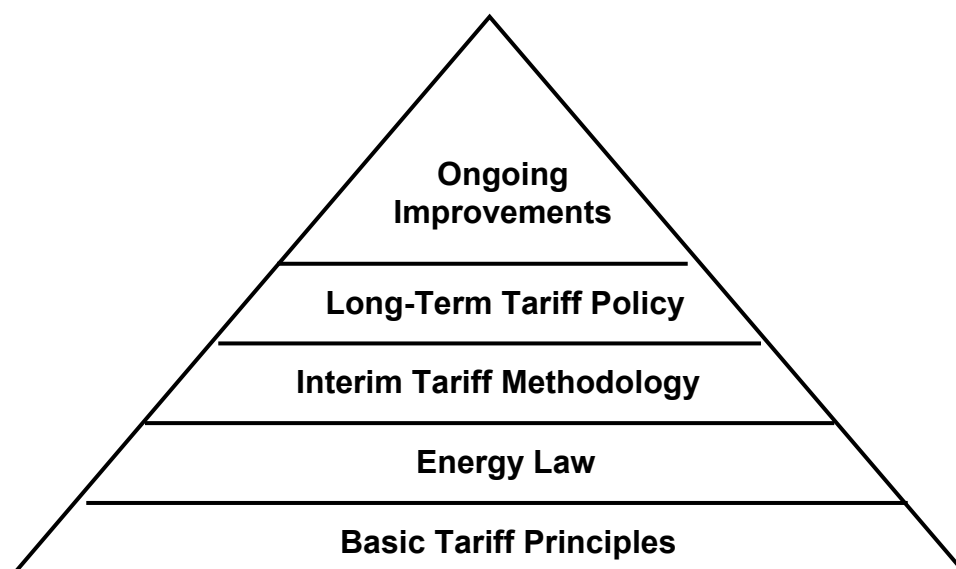 Ongoing
Improvements
Long-Term Tariff Policy
Interim Tariff Methodology
Energy Law
Basic Tariff Principles